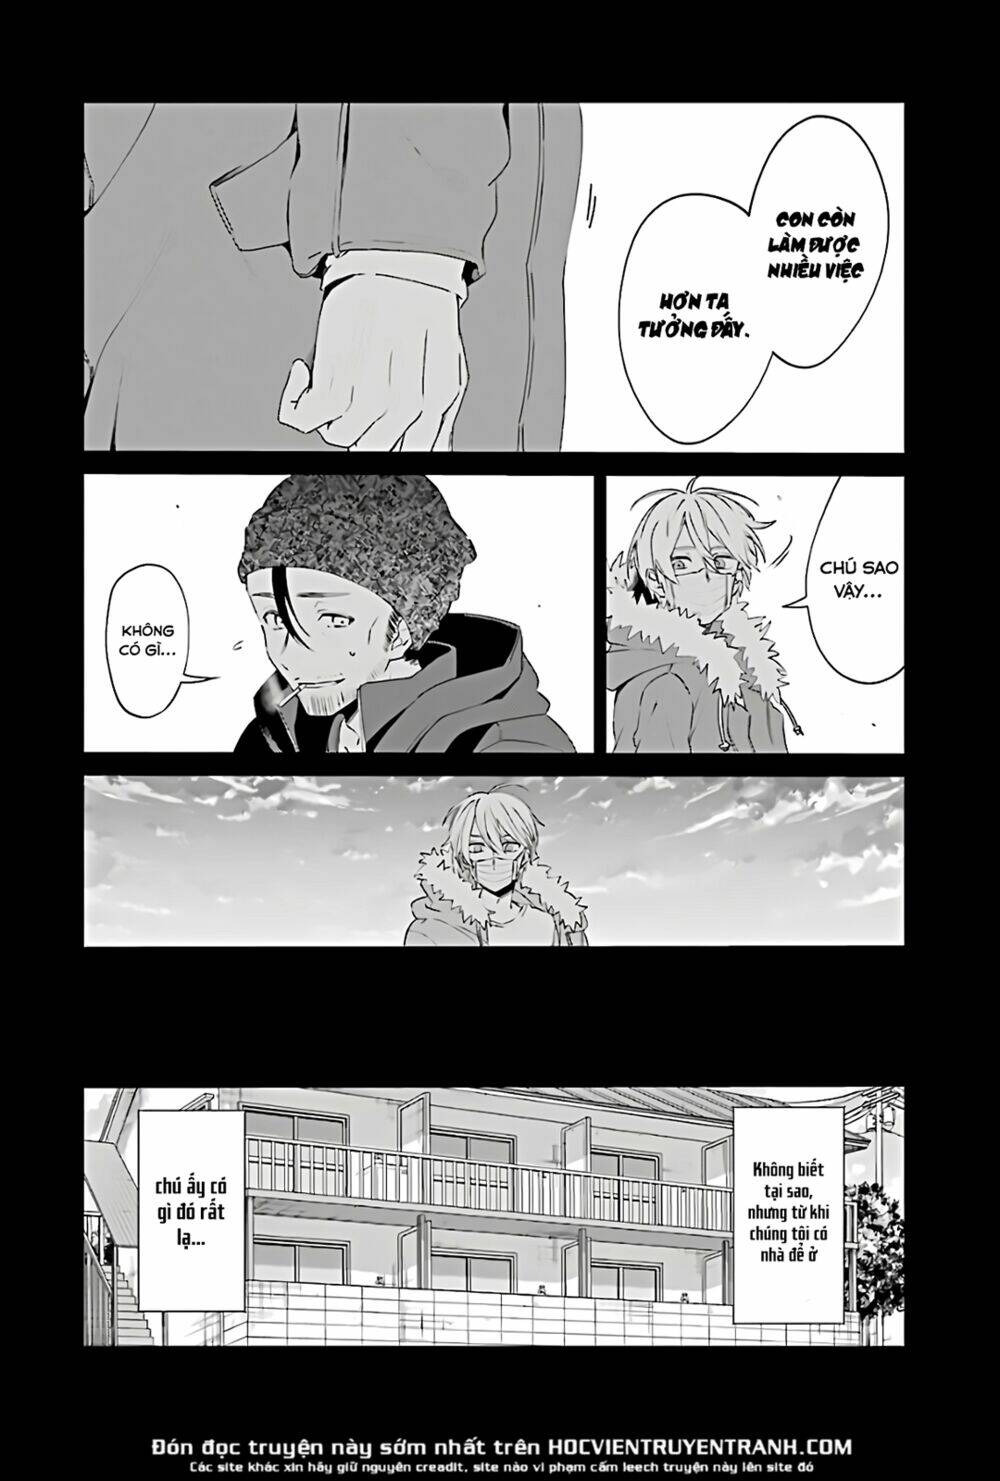 CON CÒN
LÀM ĐƯỢC
NHIỀU VIỆC
HƠN TA
TƯỞNG ĐẤY.
CHÚ SAO
VẬY...
KHÔNG
CÓ GÌ...
Không biết
tại sao,
nhưng từ khi
chúng tôi có
nhà để ở
chú ấy có
gì đó rất
lạ...
Đón đọc truyện này sớm nhất trên HOCVIENTRUYENTRANH.COM
Các site khác xin hãy giữ nguyên creadit, site nào vi phạm cấm leech truyện này lên site đó